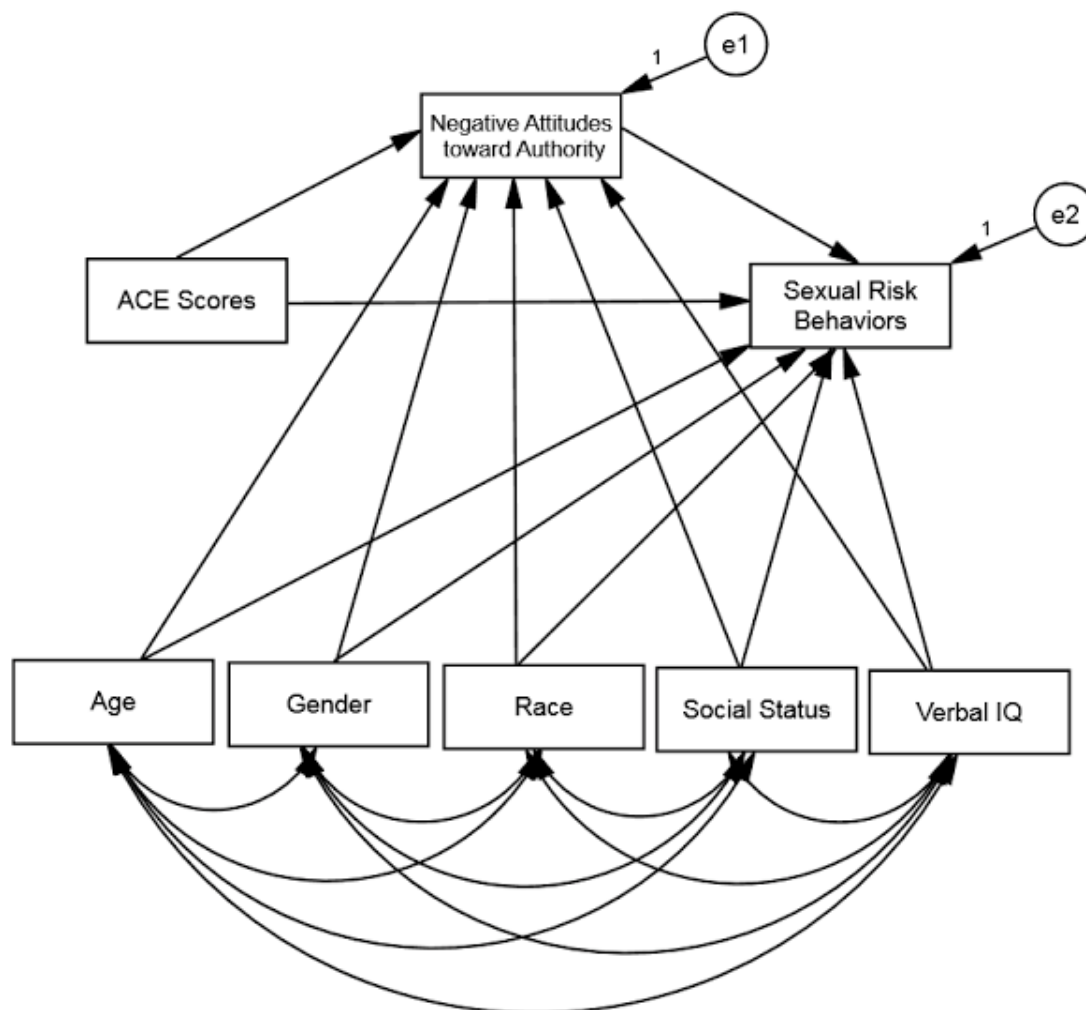 e1
1
Negative Attitudes
toward Authority
e2
1
ACE Scores
Sexual Risk
Behaviors
Age
Gender
Race
Social Status
Verbal IQ